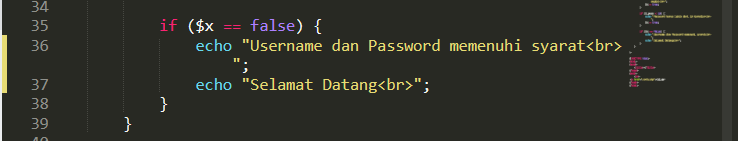 34
35 if ($x == false) {
36 echo "Username dan Password memenuhi syarat<br>
";
37 echo "Selamat Datang<br>";
38 }
39 }